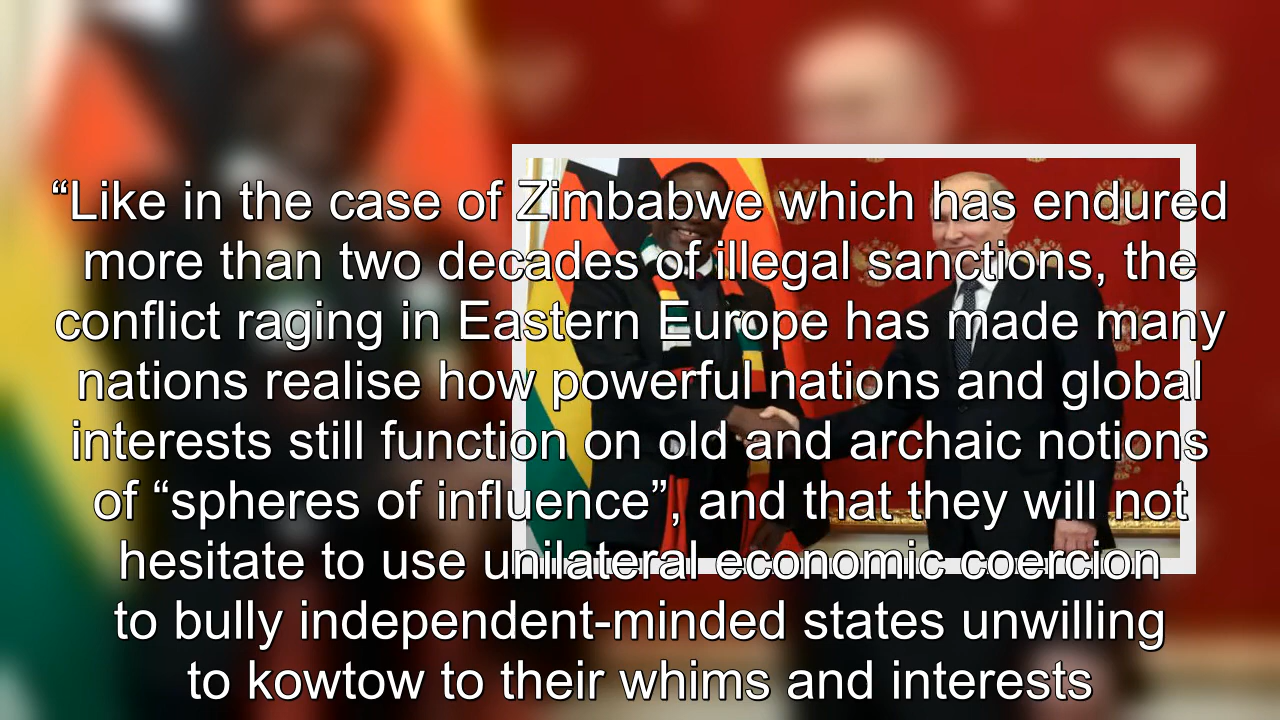 “Like in the case of Zimbabwe which has endured
more than two decades of illegal sanctions, the
conflict raging in Eastern Europe has made many
nations realise how powerful nations and global
interests still function on old and archaic notions
of “spheres of influence”, and that they will not
hesitate to use unilateral economic coercion
to bully independent-minded states unwilling
to kowtow to their whims and interests